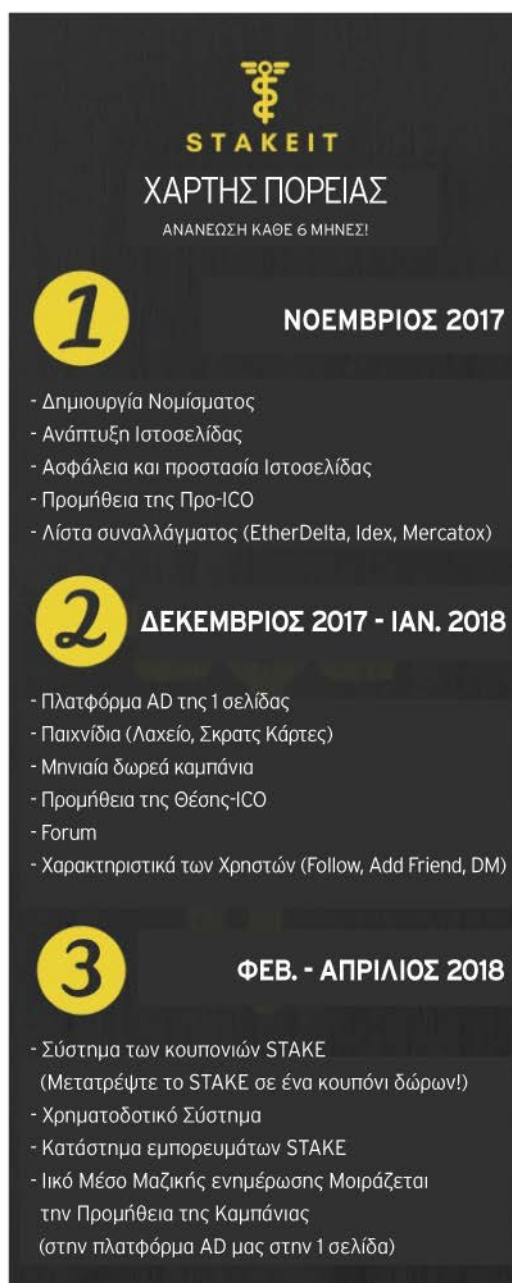 STAKEIT
ΧΑΡΤΗΣ ΠΟΡΕΙΑΣ
ΑΝΑΝΕΩΣΗ ΚΑΘΕ 6 ΜΗΝΕΣ!
1
ΝΟΕΜΒΡΙΟΣ 2017
- Δημιουργία Νομίσματος
- Ανάπτυξη Ιστοσελίδας
- Ασφάλεια και προστασία Ιστοσελίδας
- Προμήθεια της Προ-ICO
- Λίστα συναλλάγματος (EtherDelta, Idex, Mercatox)
2
ΔΕΚΕΜΒΡΙΟΣ 2017 - ΙΑΝ. 2018
- Πλατφόρμα AD της 1 σελίδας
- Παιχνίδια (Λαχείο, Σκρατς Κάρτες)
- Μηνιαία δωρεά καμπάνια
- Προμήθεια της Θέσης-ICO
- Forum
- Χαρακτηριστικά των Χρηστών (Follow, Add Friend, DM)
3
ΦΕΒ. - ΑΠΡΙΛΙΟΣ 2018
- Σύστημα των κουπονιών STAKE
(Μετατρέψτε το STAKE σε ένα κουπόνι δώρων!)
- Χρηματοδοτικό Σύστημα
- Κατάστημα εμπορευμάτων STAKE
- Ιικό Μέσο Μαζικής ενημέρωσης Μοιράζεται
την Προμήθεια της Καμπάνιας
(στην πλατφόρμα AD μας στην 1 σελίδα)